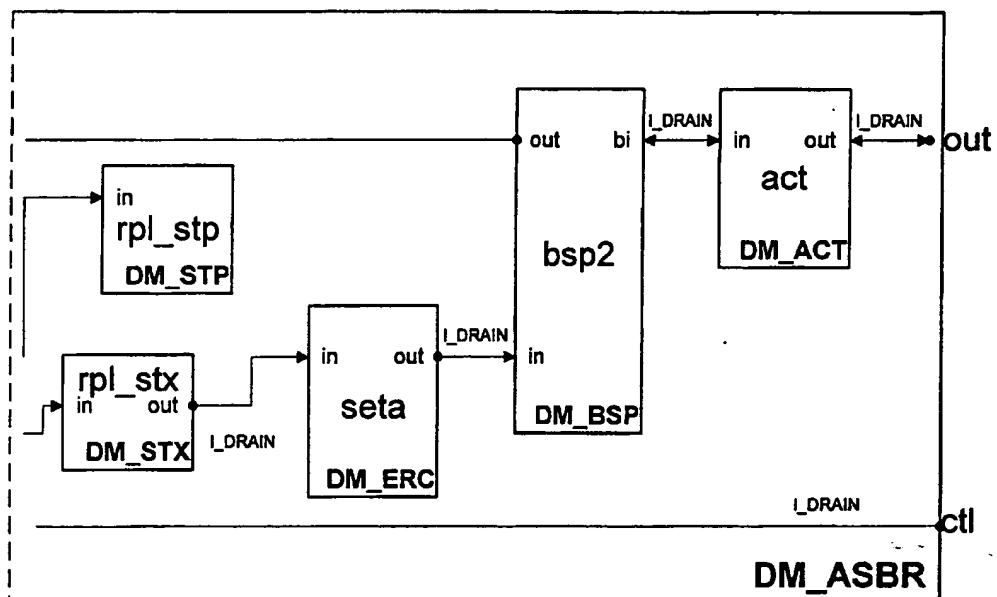 I_DRAIN I_DRAIN
out bi in out out
in act
rpl_stp bsp2 DM_ACT
DM_STP
I_DRAIN
in out in
rpl_stx
in out seta DM_BSP
I_DRAIN
DM_STX DM_ERC
I_DRAIN
ctl
DM_ASBR